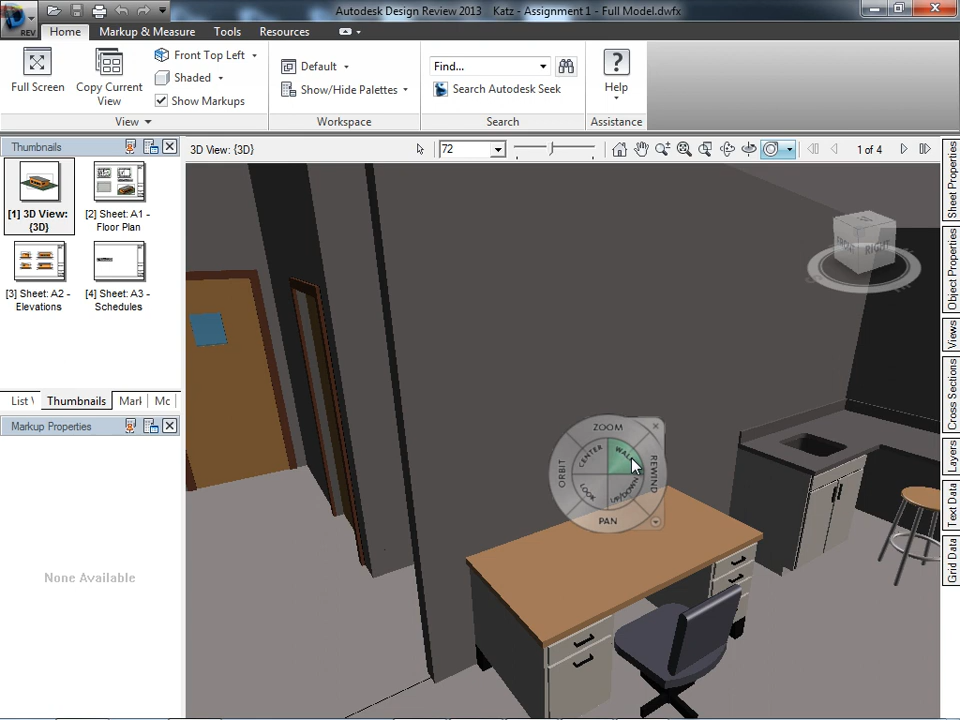 Autodesk Design Review 2013    Katz - Assignment 1 - Full Model.dwfx
REV
Home
Markup & Measure
Tools
Resources
Full Screen
Copy Current
View
Front Top Left
Shaded
Show Markups
View
Default
Show/Hide Palettes
Workspace
Find...
Search Autodesk Seek
Search
Help
Assistance
Thumbnails
3D View: {3D}
72
1 of 4
[1] 3D View:
{3D}
[2] Sheet: A1 -
Floor Plan
[3] Sheet: A2 -
Elevations
[4] Sheet: A3 -
Schedules
List
Thumbnails
Mark
Mc
Markup Properties
None Available
RIGHT
ZOOM
CENTER
WALK
REWIND
ORBIT
LOOK
UP/DOWN
PAN
Sheet Properties
Object Properties
Views
Cross Sections
Layers
Text Data
Grid Data